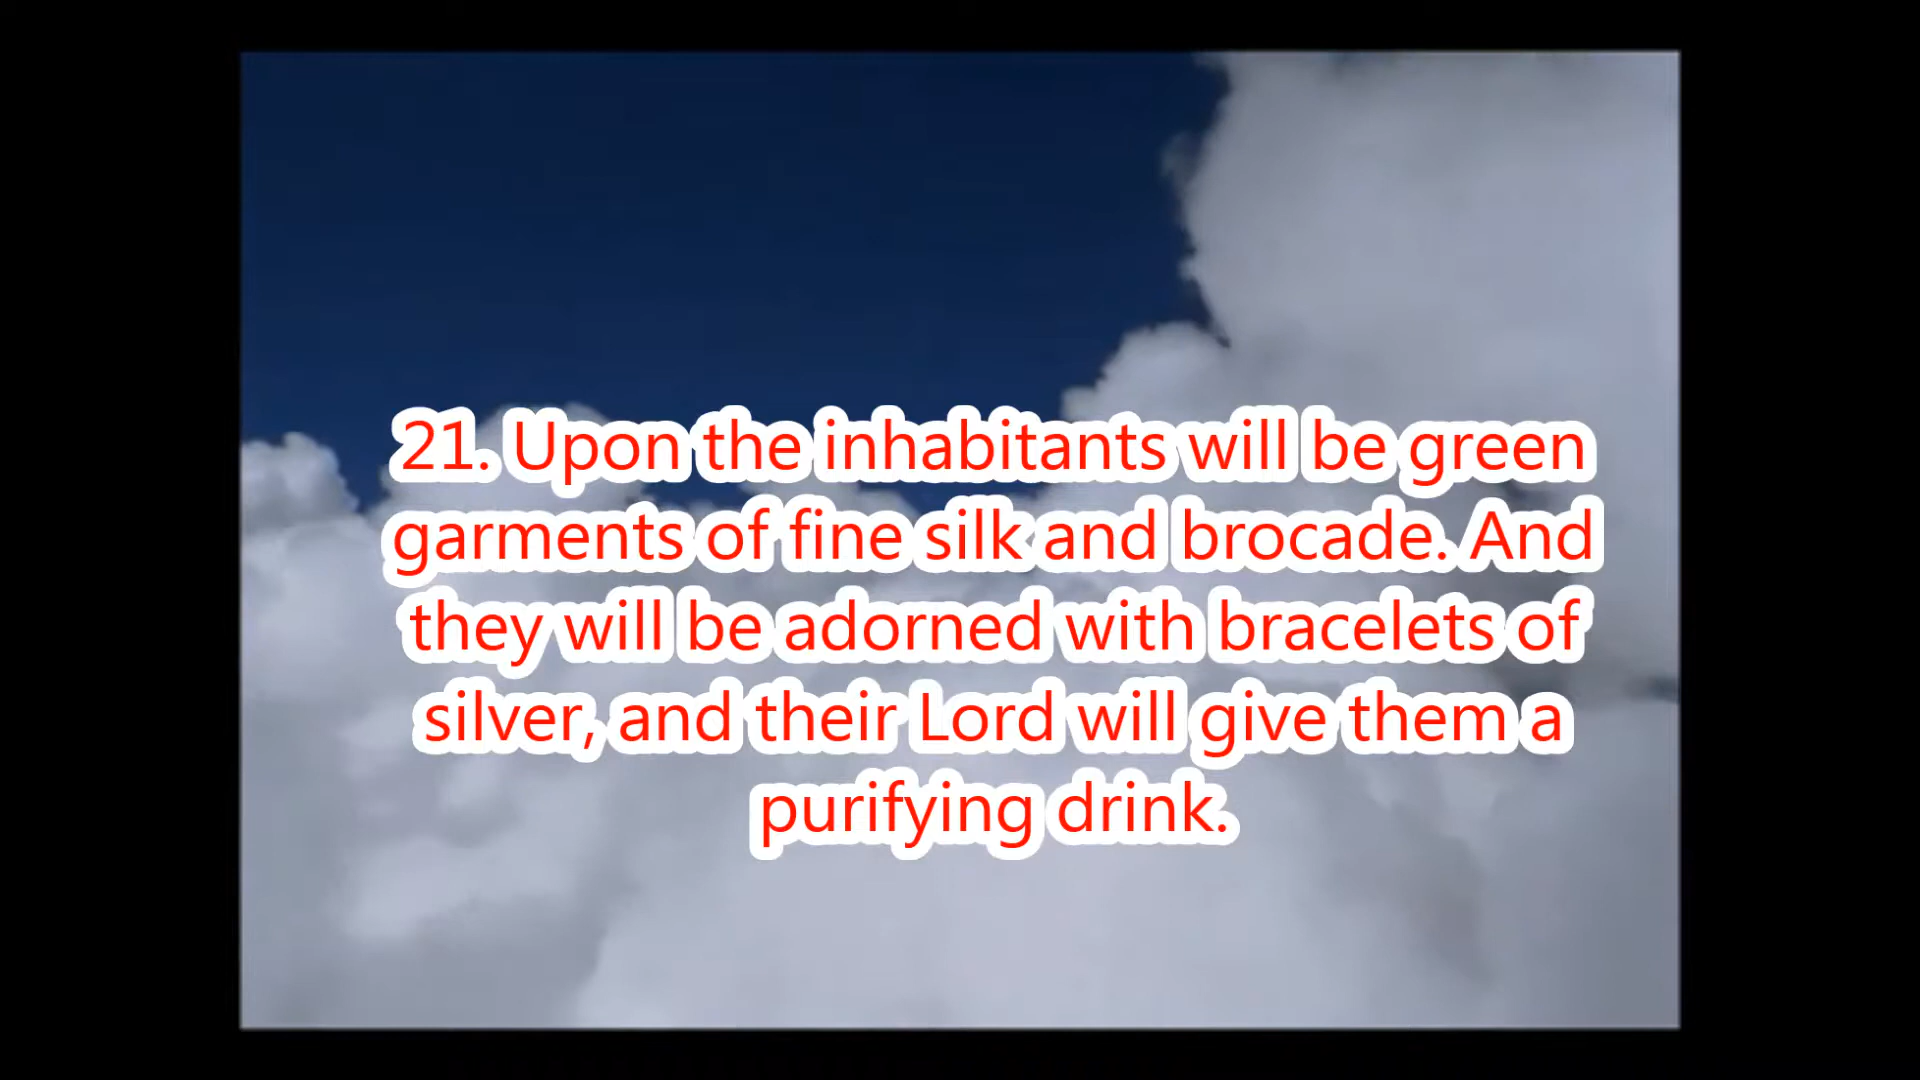 21. Upon the inhabitants will be green
garments of fine silk and brocade. And
they will be adorned with bracelets of
silver, and their Lord will give them a
purifying drink.